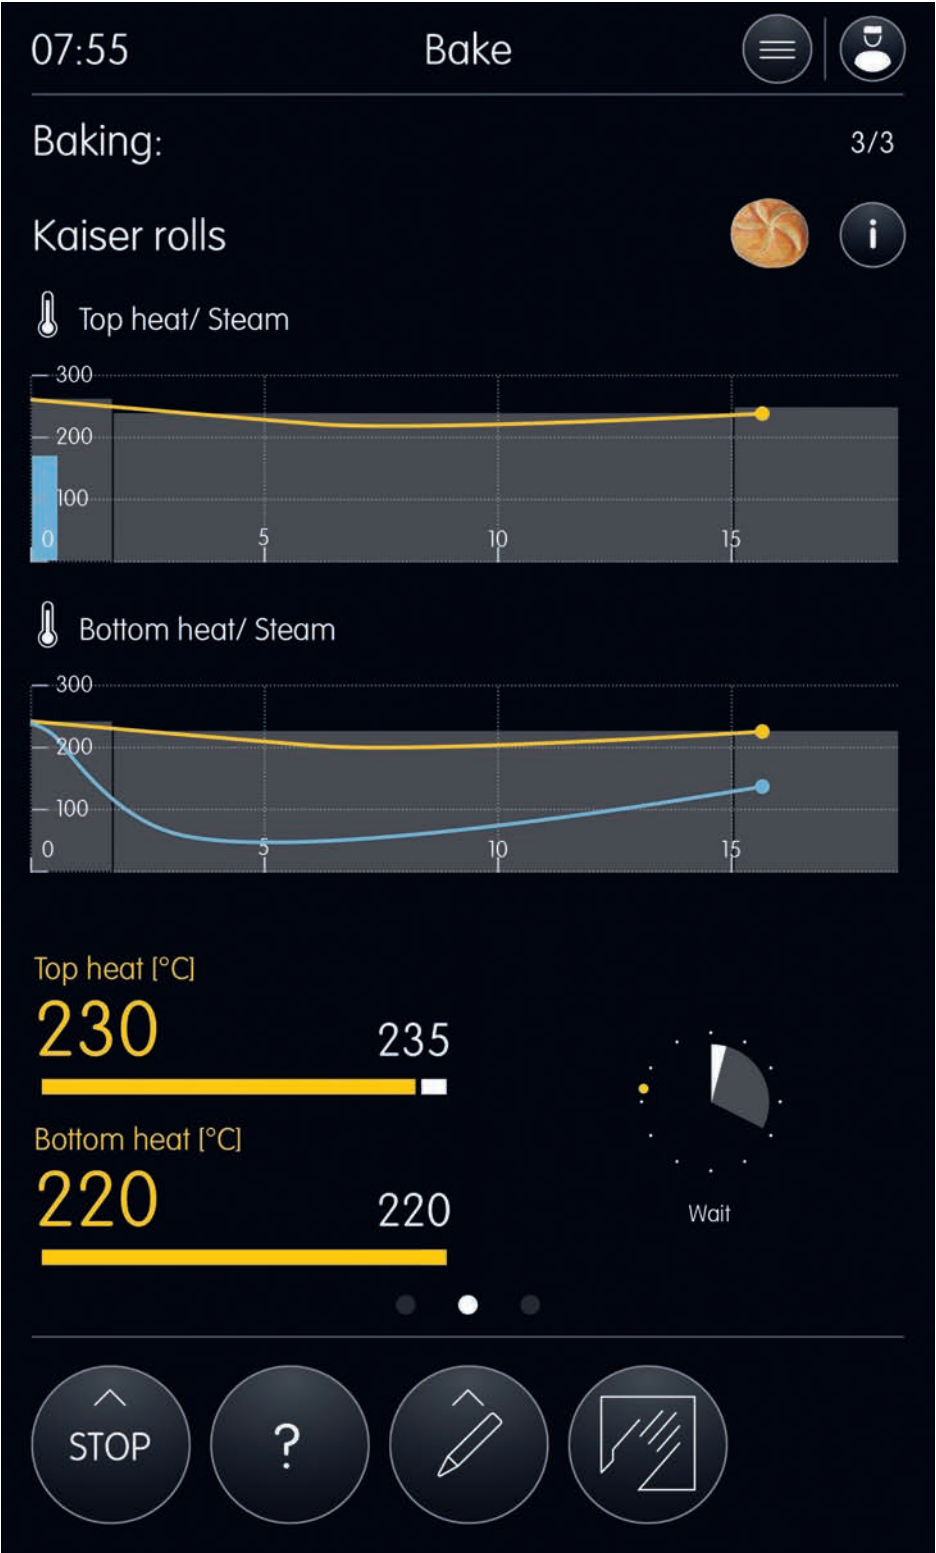 07:55 Bake
Baking: 3/3
Kaiser rolls i
Top heat/ Steam
300
200
100
0 5 10 15
Bottom heat/ Steam
300
200
100
0 5 10 15
Top heat [°C]
230 235
Bottom heat [°C]
220 220
Wait
STOP ?